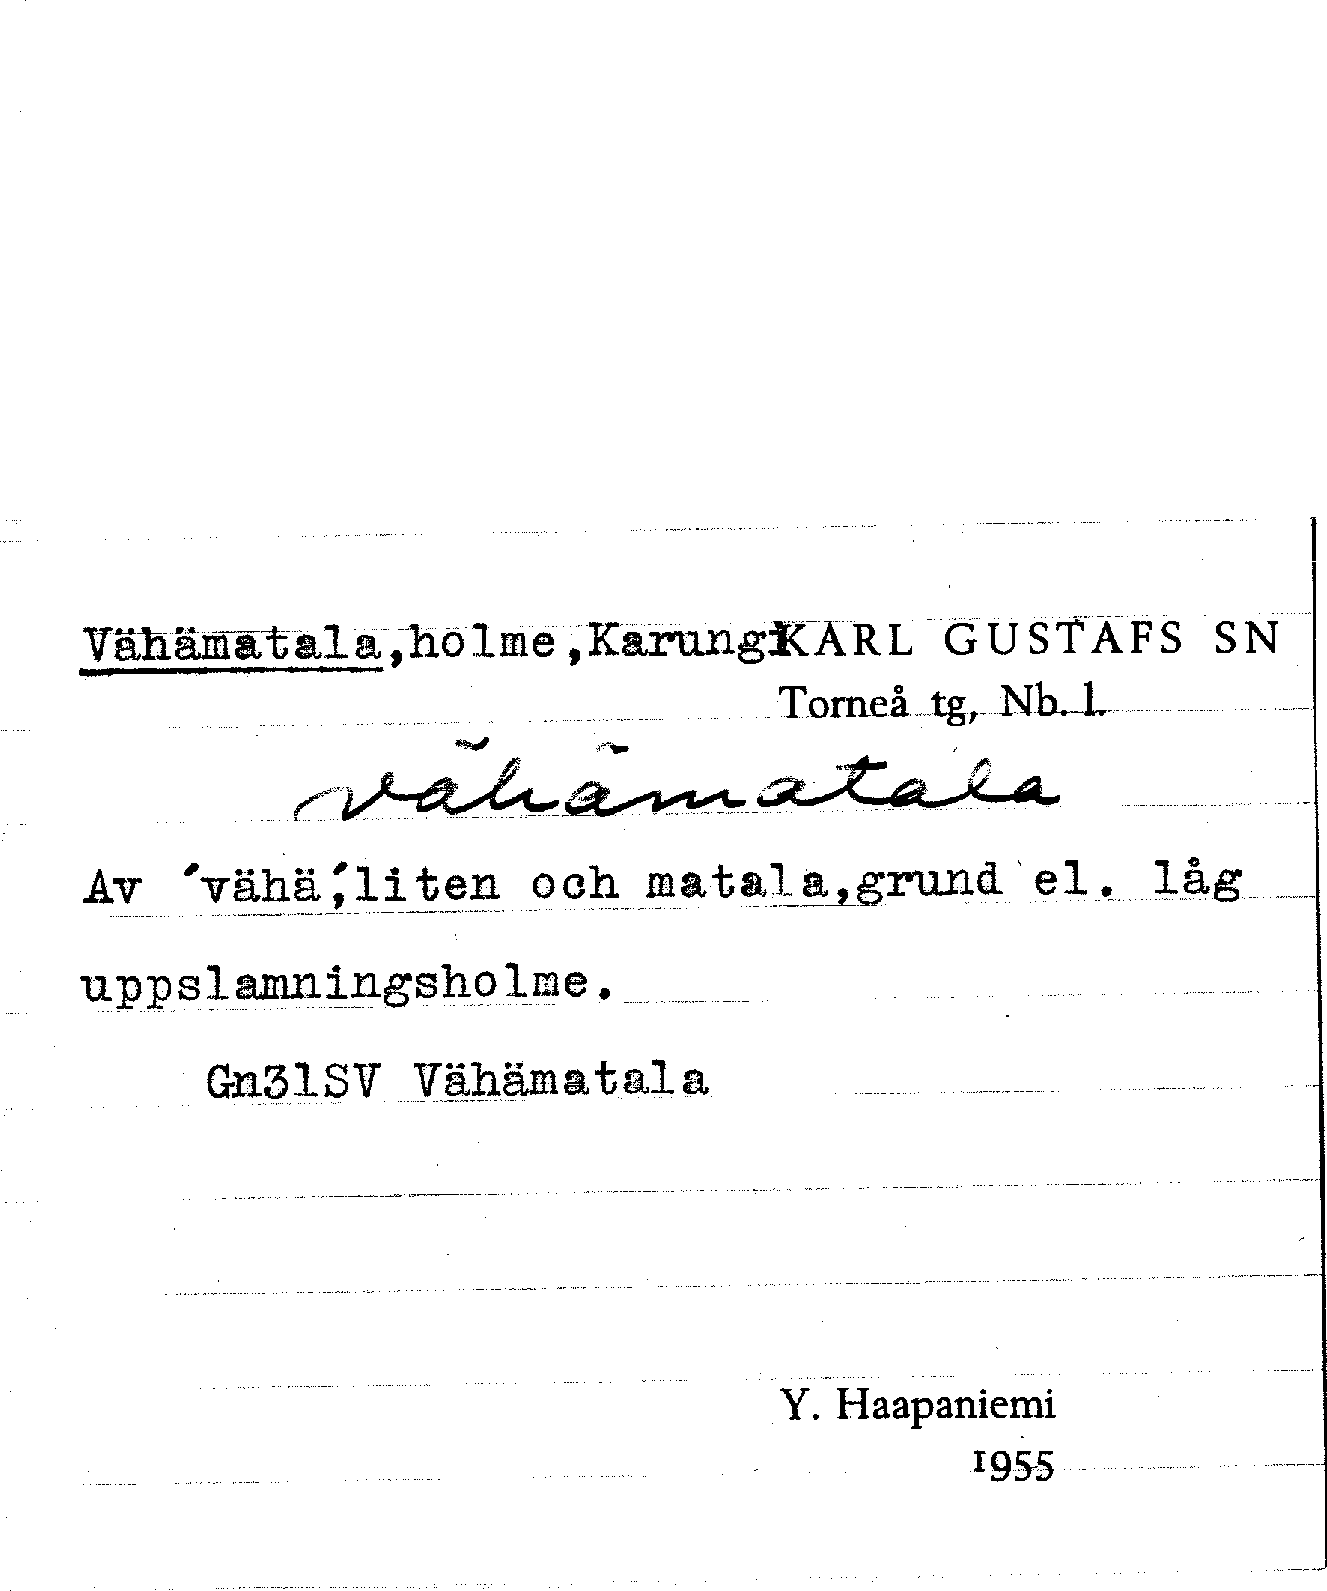 Vähämatala,holme,Karungi KARL GUSTAFS SN
Torneå tg, Nb. l.
vähämatala
Av ´vähä´,liten och matala,grund el. låg
uppslamningsholme.
Gn31SV Vähämatala
Y. Haapaniemi
1955